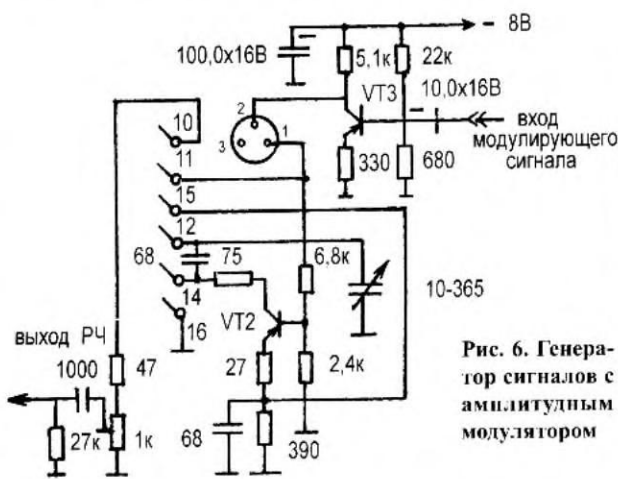 - 8В
100,0х16В
5,1к
22к
VT3
10,0х16В
вход
модулирующего
сигнала
330
680
2
1
3
10
11
15
12
68
75
14
16
6,8к
10-365
VT2
выход РЧ
1000
47
27
2,4к
27к
1к
68
390
Рис. 6. Генера-
тор сигналов с
амплитудным
модулятором